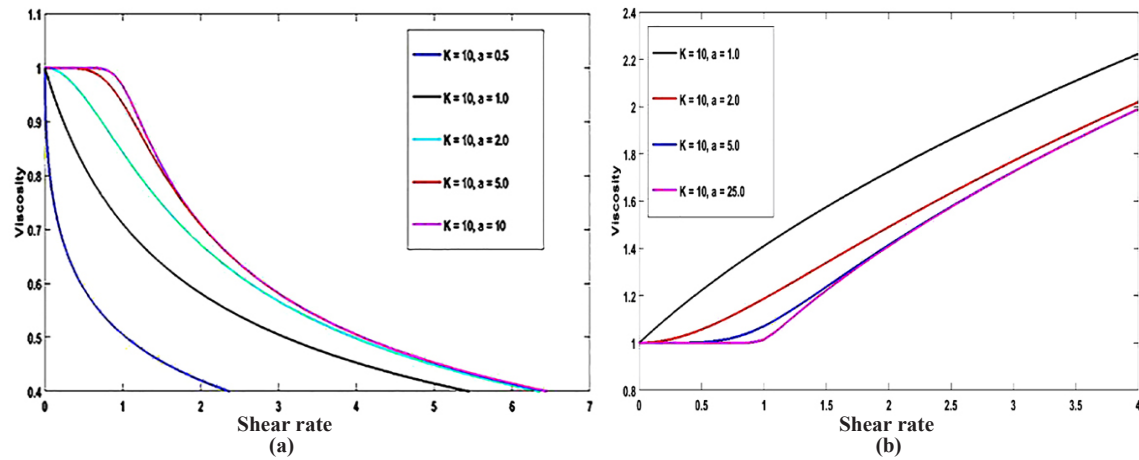 1.1
1
0.9
0.8
0.7
0.6
0.5
0.4
Viscosity
K = 10, a = 0.5
K = 10, a = 1.0
K = 10, a = 2.0
K = 10, a = 5.0
K = 10, a = 10
0 1 2 3 4 5 6 7
Shear rate
(a)
2.4
2.2
2
1.8
1.6
1.4
1.2
1
0.8
Viscosity
K = 10, a = 1.0
K = 10, a = 2.0
K = 10, a = 5.0
K = 10, a = 25.0
0 0.5 1 1.5 2 2.5 3 3.5 4
Shear rate
(b)